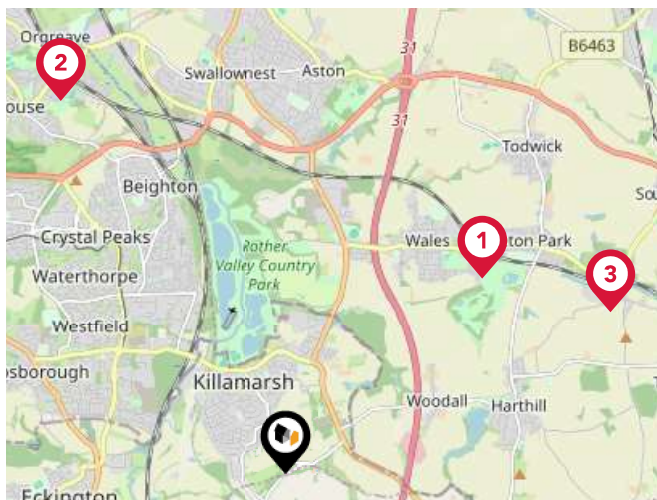 Orgreave
B6463
31
2
Swallownest
Aston
ouse
31
Todwick
Beighton
Sou
Crystal Peaks
Wales
1
ton Park
Rother
Valley Country
Park
3
Waterthorpe
Westfield
osborough
Killamarsh
Woodall
Harthill
Eckington